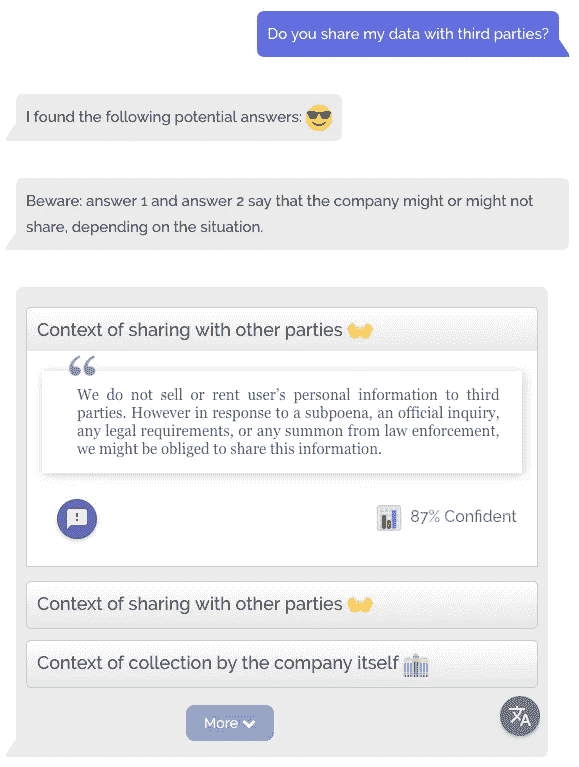 Do you share my data with third parties?
I found the following potential answers: 😎
Beware: answer 1 and answer 2 say that the company might or might not
share, depending on the situation.
Context of sharing with other parties
“
We do not sell or rent user’s personal information to third
parties. However in response to a subpoena, an official inquiry,
any legal requirements, or any summon from law enforcement,
we might be obliged to share this information.
87% Confident
Context of sharing with other parties
Context of collection by the company itself
More